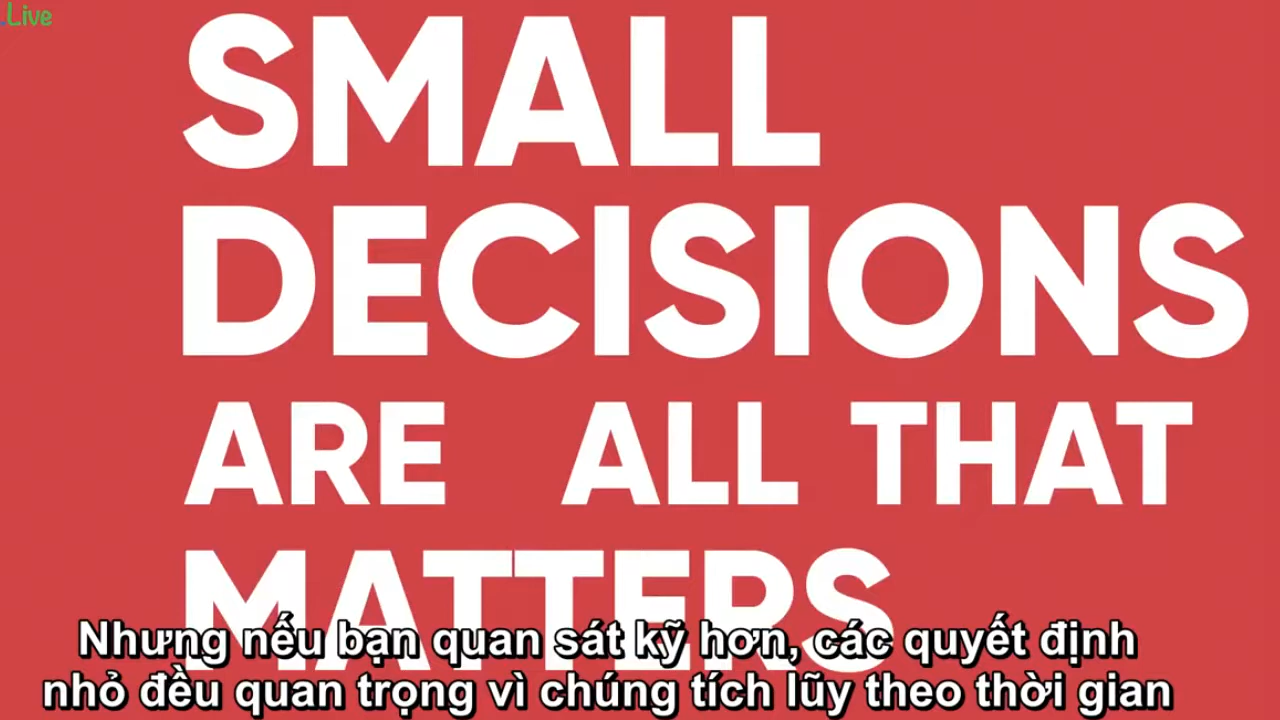 .Live
SMALL
DECISIONS
ARE ALL THAT
MATTERS
Nhưng nếu bạn quan sát kỹ hơn, các quyết định
nhỏ đều quan trọng vì chúng tích lũy theo thời gian